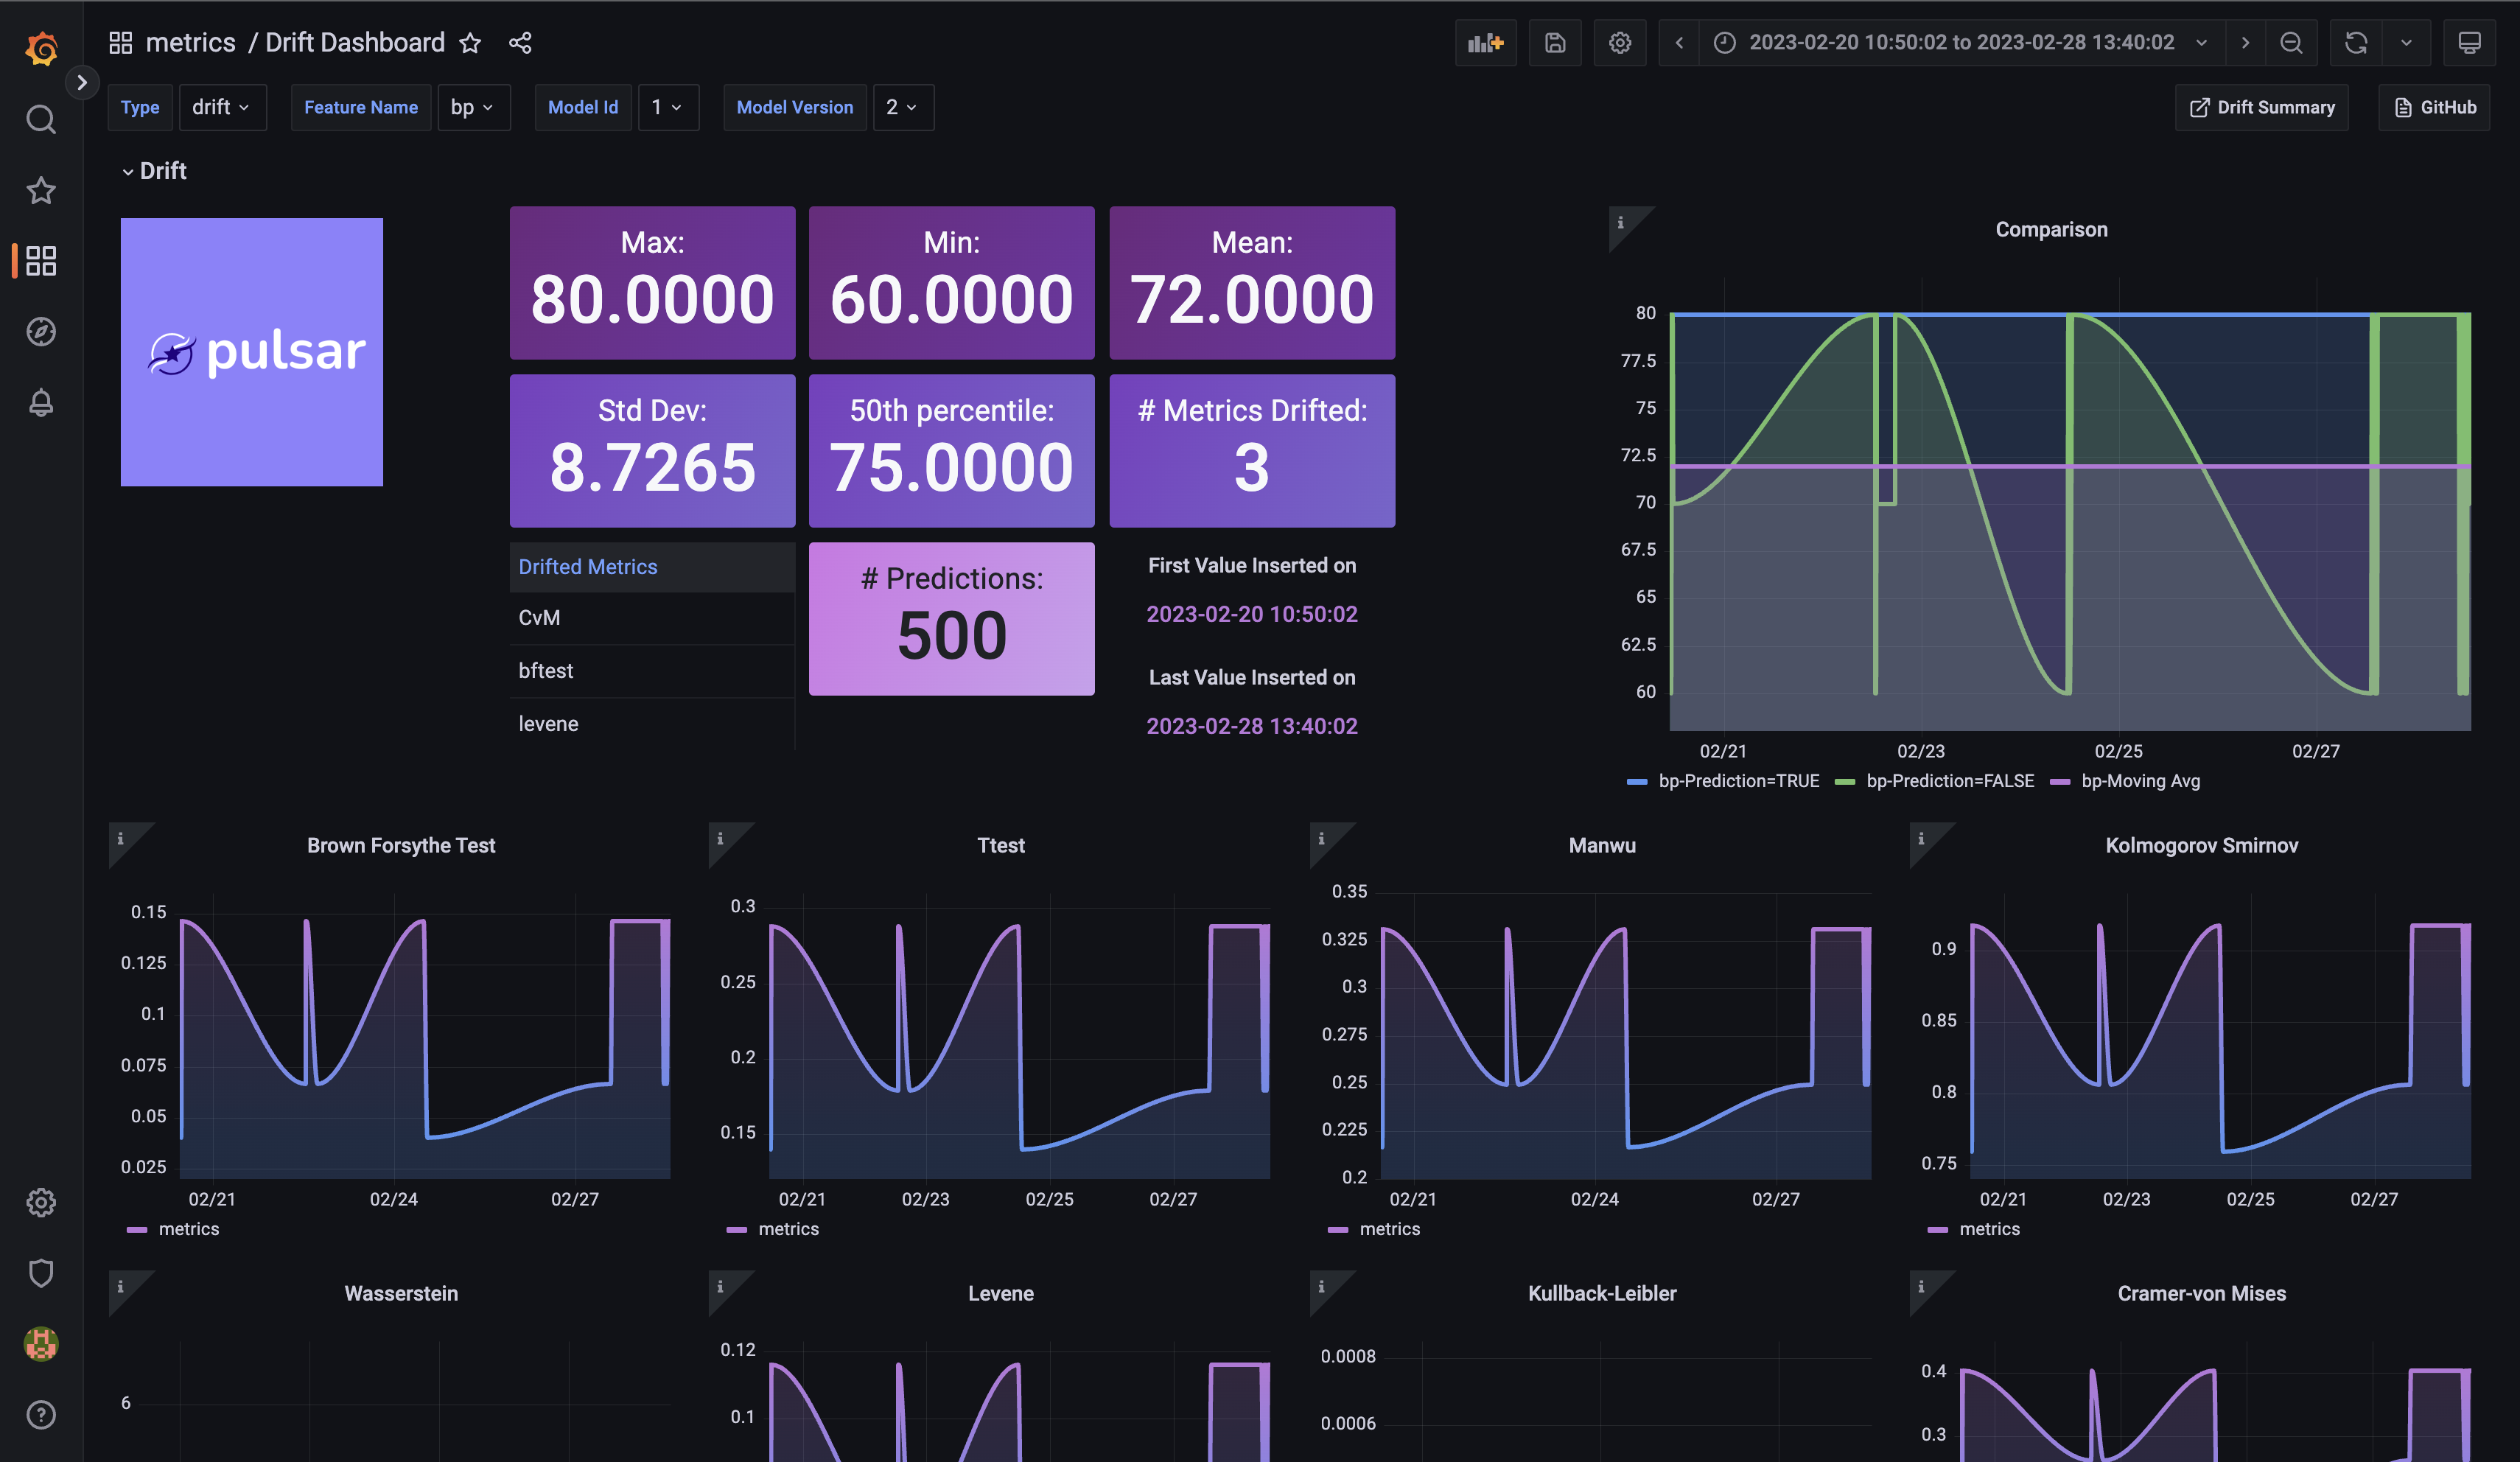 metrics / Drift Dashboard
2023-02-20 10:50:02 to 2023-02-28 13:40:02
Type drift Feature Name bp Model Id 1 Model Version 2
Drift Summary GitHub
Drift
pulsar
Max:
80.0000
Min:
60.0000
Mean:
72.0000
Std Dev:
8.7265
50th percentile:
75.0000
# Metrics Drifted:
3
Drifted Metrics
CvM
bftest
levene
# Predictions:
500
First Value Inserted on
2023-02-20 10:50:02
Last Value Inserted on
2023-02-28 13:40:02
Comparison
80
77.5
75
72.5
70
67.5
65
62.5
60
02/21 02/23 02/25 02/27
bp-Prediction=TRUE bp-Prediction=FALSE bp-Moving Avg
Brown Forsythe Test
0.15
0.125
0.1
0.075
0.05
0.025
02/21 02/24 02/27
metrics
Ttest
0.3
0.25
0.2
0.15
02/21 02/23 02/25 02/27
metrics
Manwu
0.35
0.325
0.3
0.275
0.25
0.225
0.2
02/21 02/24 02/27
metrics
Kolmogorov Smirnov
0.9
0.85
0.8
0.75
02/21 02/23 02/25 02/27
metrics
Wasserstein
6
Levene
0.12
0.1
Kullback-Leibler
0.0008
0.0006
Cramer-von Mises
0.4
0.3